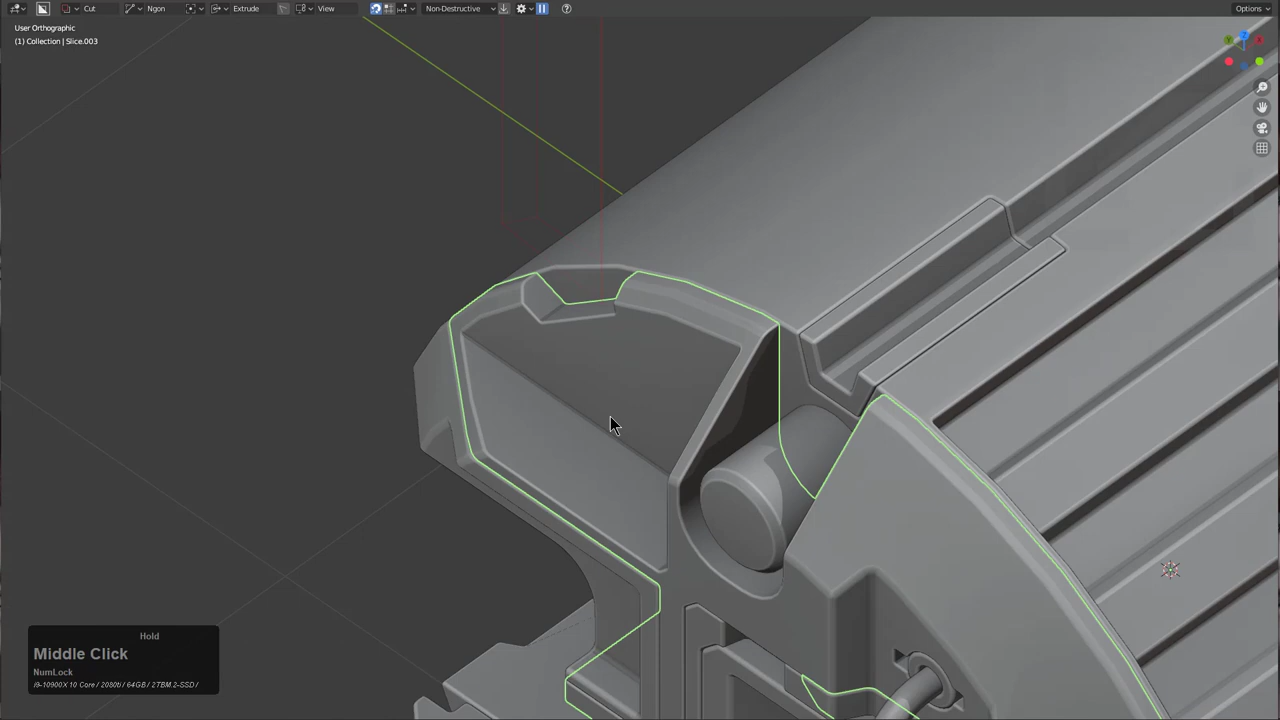 Cut Ngon Extrude View Non-Destructive Options
User Orthographic
(1) Collection | Slice.003
Hold
Middle Click
NumLock
i9-10900X 10 Core / 2080ti / 64GB / 2TBM.2-SSD/